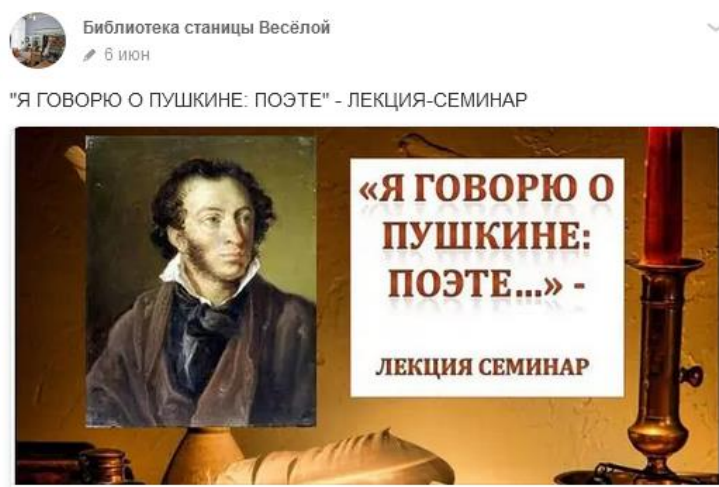 Библиотека станицы Весёлой
6 июн
"Я ГОВОРЮ О ПУШКИНЕ: ПОЭТЕ" - ЛЕКЦИЯ-СЕМИНАР
«Я ГОВОРЮ О
ПУШКИНЕ:
ПОЭТЕ...» -
ЛЕКЦИЯ СЕМИНАР